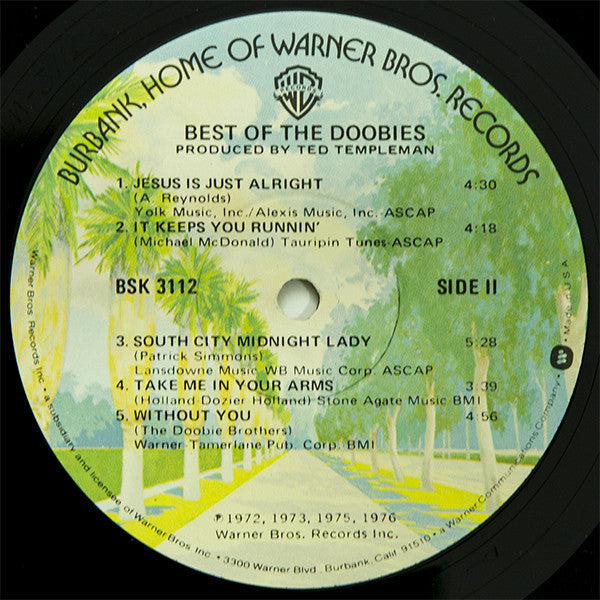 BURBANK, HOME OF WARNER BROS. RECORDS
WB
RECORDS
BEST OF THE DOOBIES
PRODUCED BY TED TEMPLEMAN
1. JESUS IS JUST ALRIGHT 4:30
(A. Reynolds)
Yolk Music, Inc./Alexis Music, Inc. ASCAP
2. IT KEEPS YOU RUNNIN' 4:18
(Michael McDonald) Tauripin Tunes-ASCAP
BSK 3112 SIDE II
3. SOUTH CITY MIDNIGHT LADY 5:28
(Patrick Simmons)
Lansdowne Music-WB Music Corp. ASCAP
4. TAKE ME IN YOUR ARMS 3:39
(Holland Dozier Holland) Stone Agate Music BMI
5. WITHOUT YOU 4:56
(The Doobie Brothers)
Warner-Tamerlane Pub. Corp. BMI
℗ 1972, 1973, 1975, 1976
Warner Bros. Records Inc.
Warner Bros. Records Inc. • a subsidiary and licensee of Warner Bros. Inc. • 3300 Warner Blvd., Burbank, Calif. 91510 • a Warner Communications Company • Made in U.S.A.